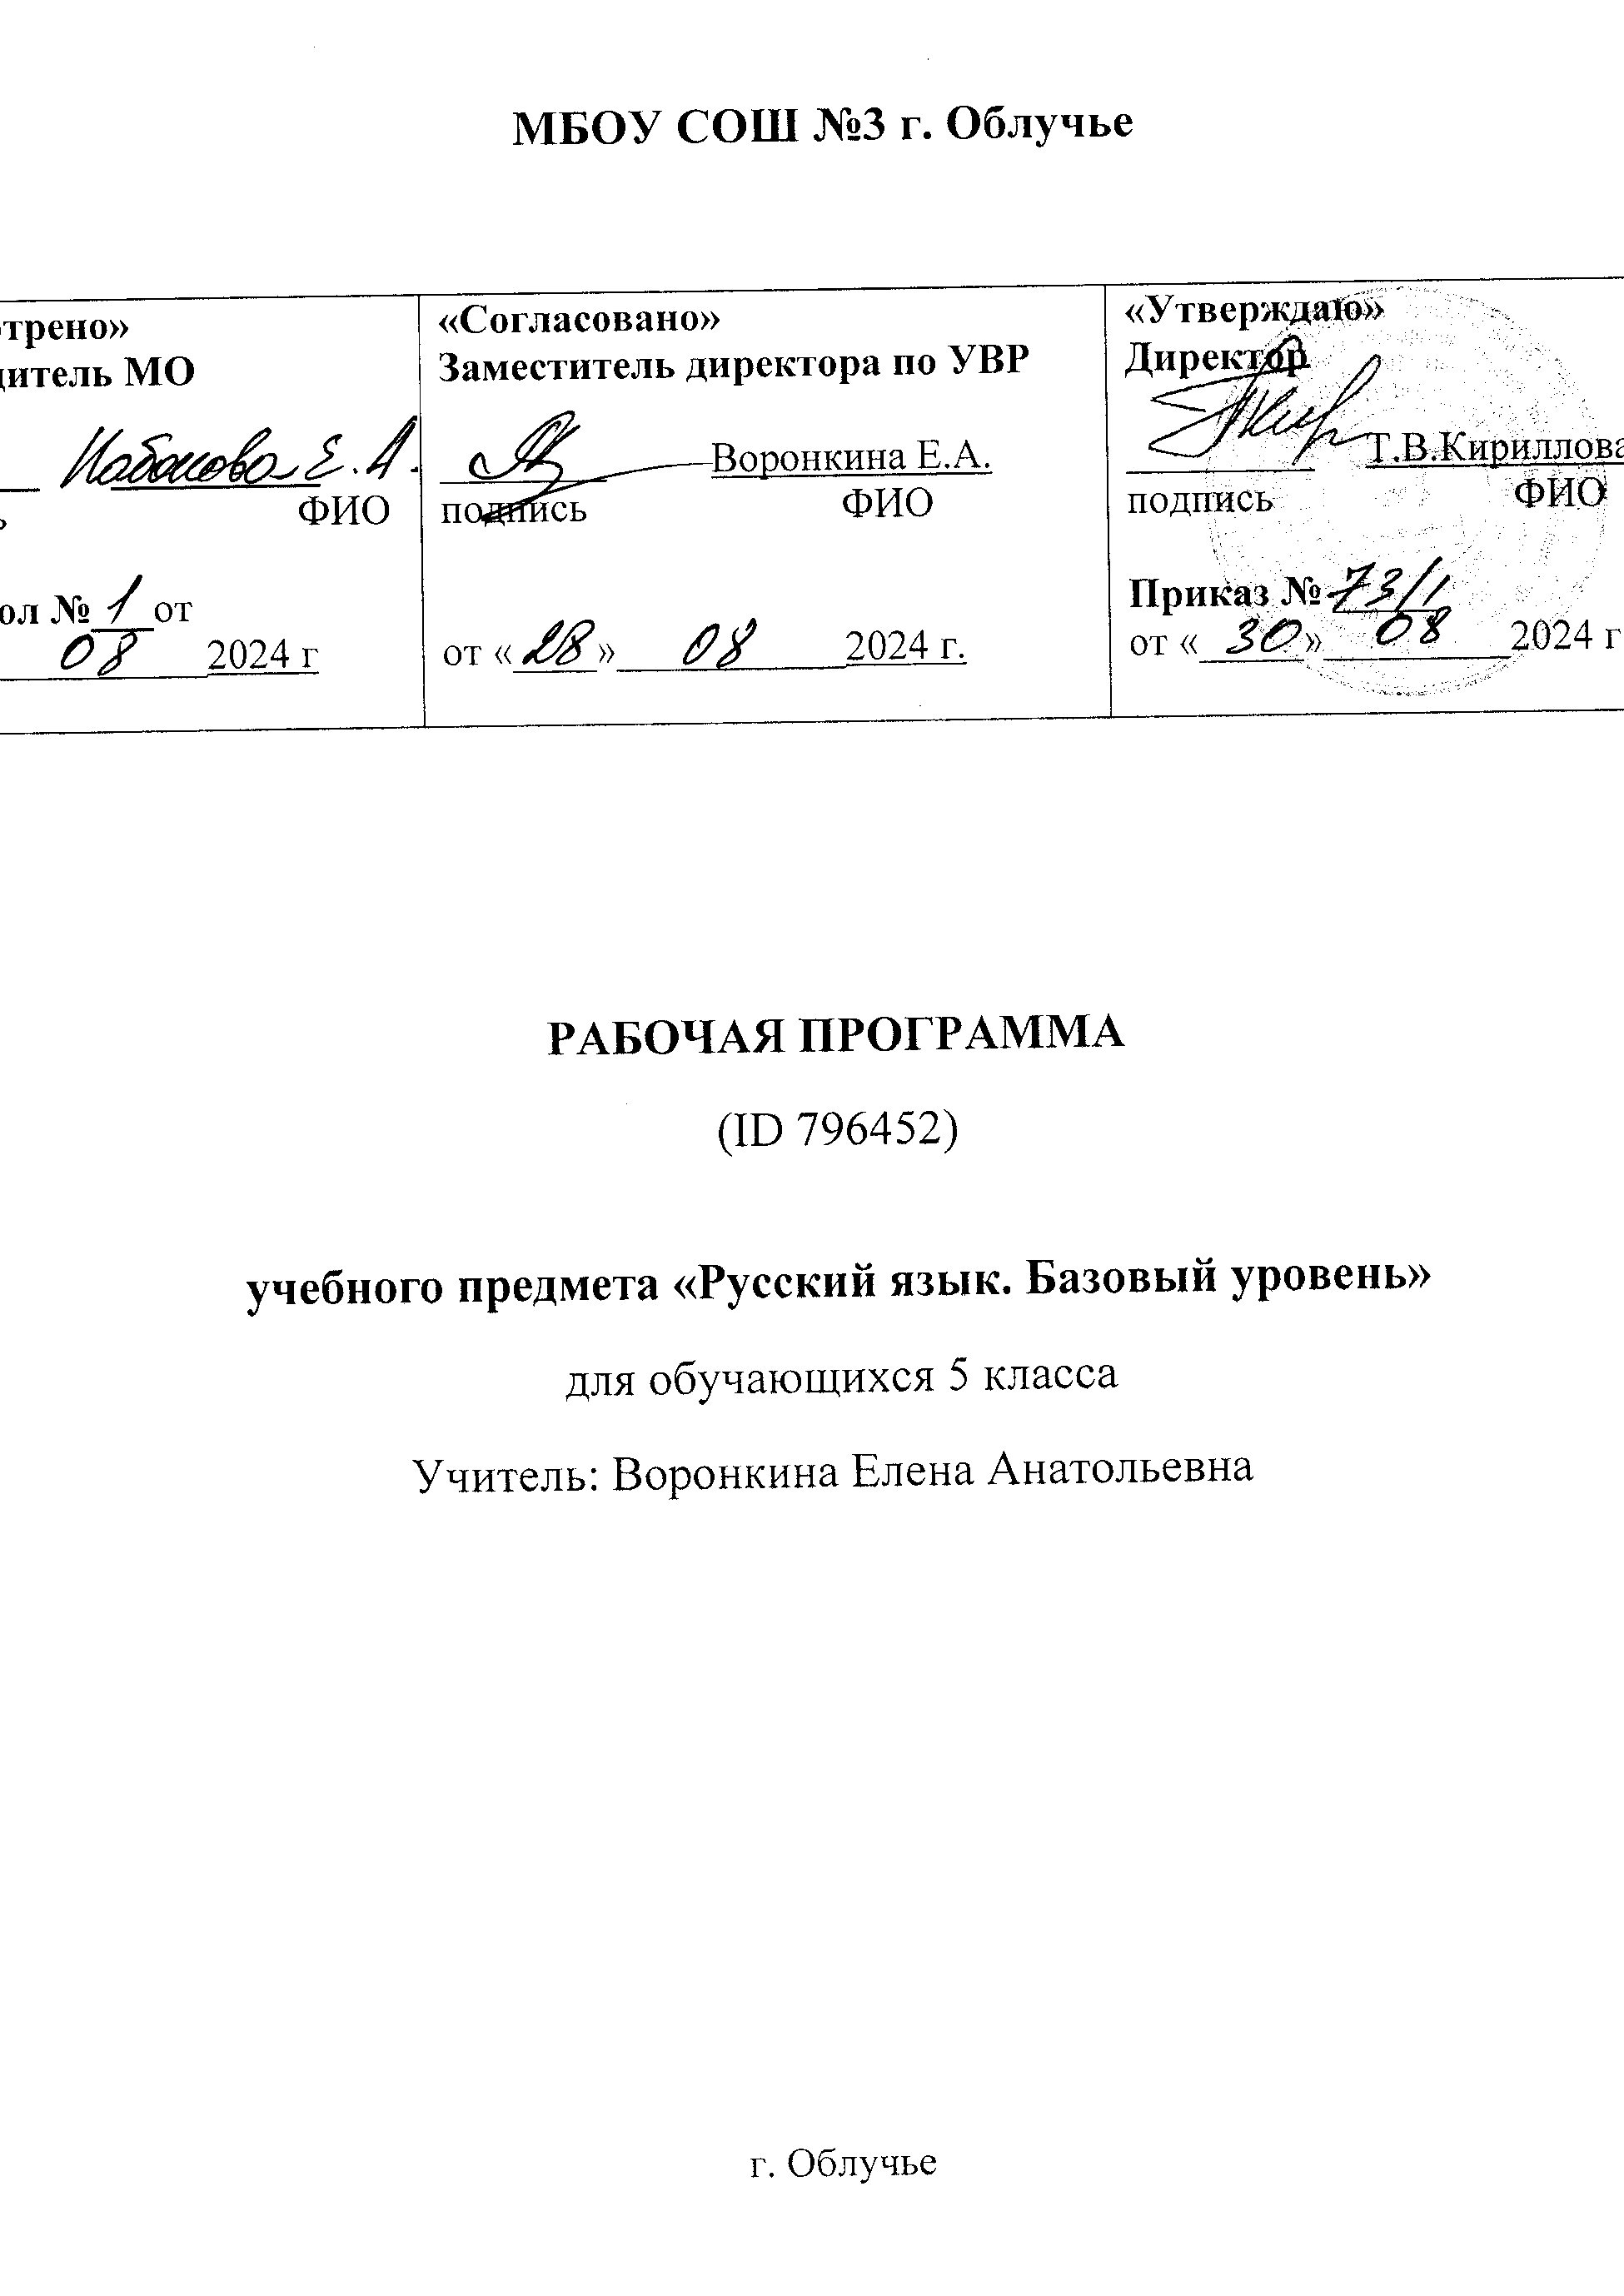 МБОУ СОШ №3 г. Облучье
отрено»
дитель МО
Е.А.
ь ФИО
ол № 1 от
08 2024 г
«Согласовано»
Заместитель директора по УВР
Воронкина Е.А.
подпись ФИО
от «28» 08 2024 г.
«Утверждаю»
Директор
Т.В.Кириллова
подпись ФИО
Приказ № 73/1
от «30» 08 2024 г
РАБОЧАЯ ПРОГРАММА
(ID 796452)
учебного предмета «Русский язык. Базовый уровень»
для обучающихся 5 класса
Учитель: Воронкина Елена Анатольевна
г. Облучье